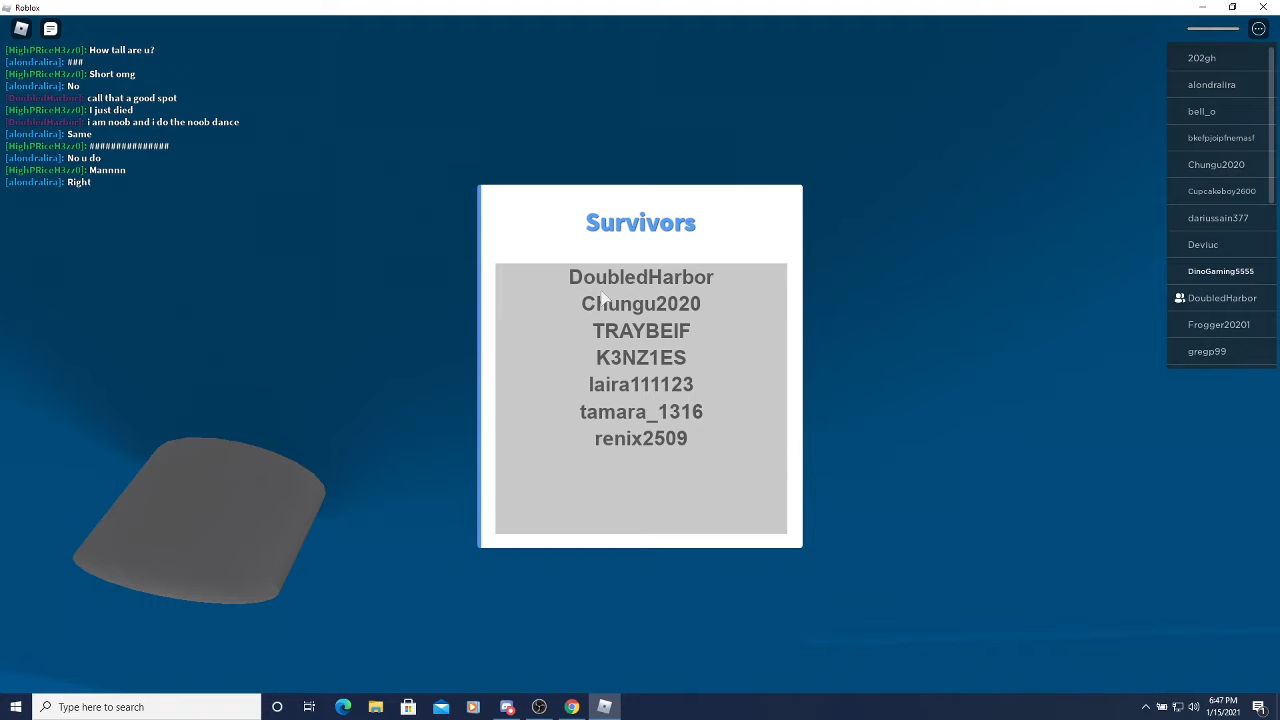 Roblox
[HighPRiceH3zz0]: How tall are u?
[alondralira]: ###
[HighPRiceH3zz0]: Short omg
[alondralira]: No
[DoubledHarbor]: call that a good spot
[HighPRiceH3zz0]: I just died
[DoubledHarbor]: i am noob and i do the noob dance
[alondralira]: Same
[HighPRiceH3zz0]: ###############
[alondralira]: No u do
[HighPRiceH3zz0]: Mannnn
[alondralira]: Right
Survivors
DoubledHarbor
Chungu2020
TRAYBEIF
K3NZ1ES
laira111123
tamara_1316
renix2509
202gh
alondralira
bell_o
bkefpjoipfnemasf
Chungu2020
Cupcakeboy2600
dariussain377
Deviuc
DinoGaming5555
DoubledHarbor
Frogger20201
gregp99
Type here to search
6:47 PM
1/15/2021